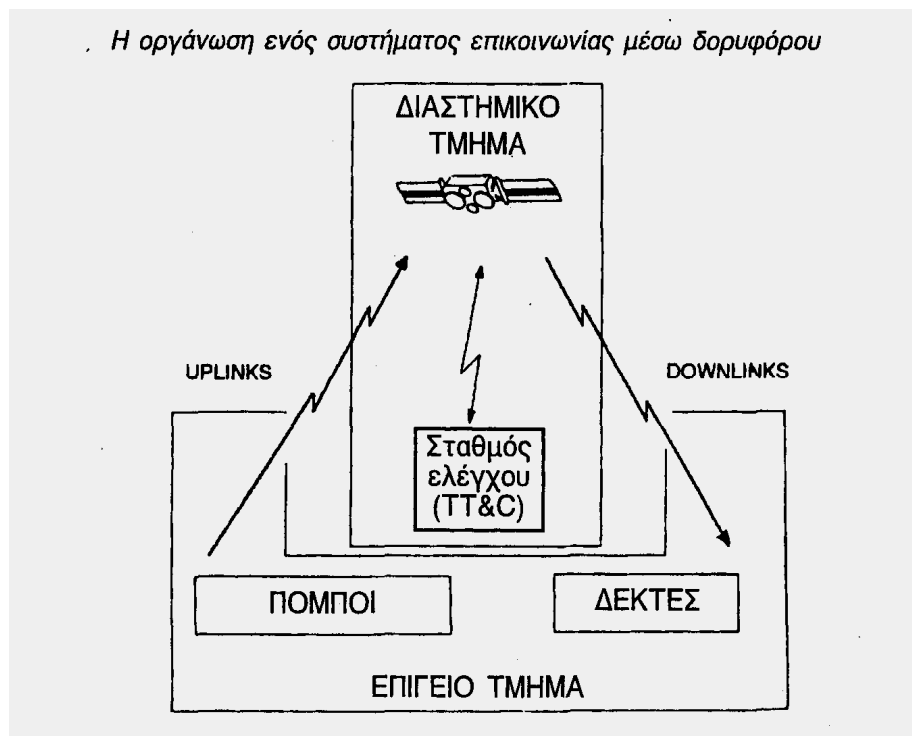 Η οργάνωση ενός συστήματος επικοινωνίας μέσω δορυφόρου
ΔΙΑΣΤΗΜΙΚΟ
ΤΜΗΜΑ
UPLINKS
DOWNLINKS
Σταθμός
ελέγχου
(TT&C)
ΠΟΜΠΟΙ
ΔΕΚΤΕΣ
ΕΠΙΓΕΙΟ ΤΜΗΜΑ